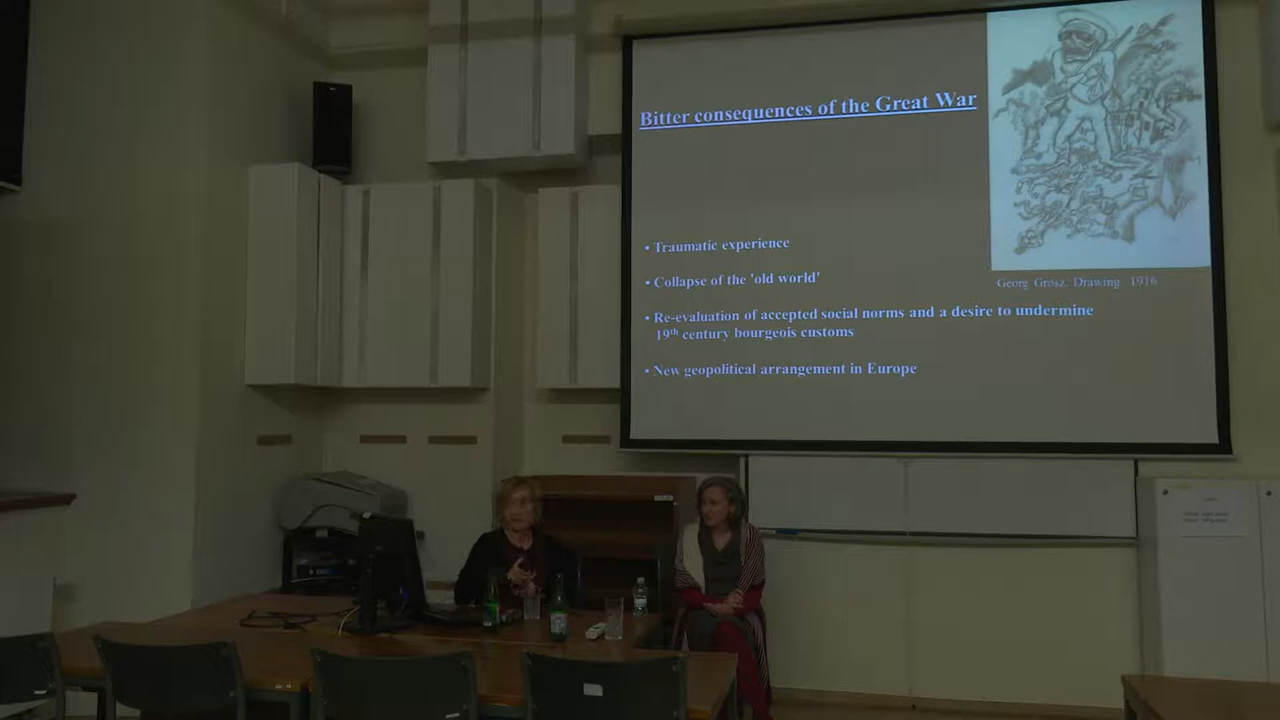 Bitter consequences of the Great War
• Traumatic experience
• Collapse of the 'old world'
Georg Grosz. Drawing 1916
• Re-evaluation of accepted social norms and a desire to undermine
19th century bourgeois customs
• New geopolitical arrangement in Europe